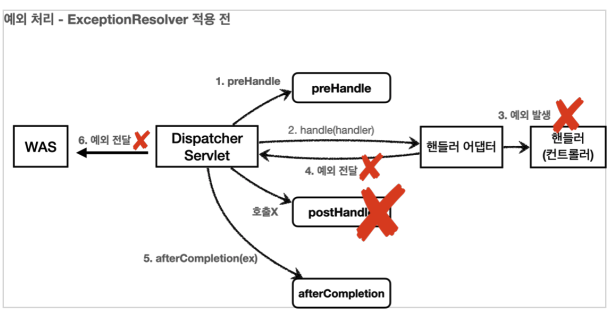 예외 처리 - ExceptionResolver 적용 전
1. preHandle
preHandle
3. 예외 발생
WAS
6. 예외 전달
Dispatcher
Servlet
2. handle(handler)
4. 예외 전달
핸들러 어댑터
핸들러
(컨트롤러)
호출X
postHandle
5. afterCompletion(ex)
afterCompletion